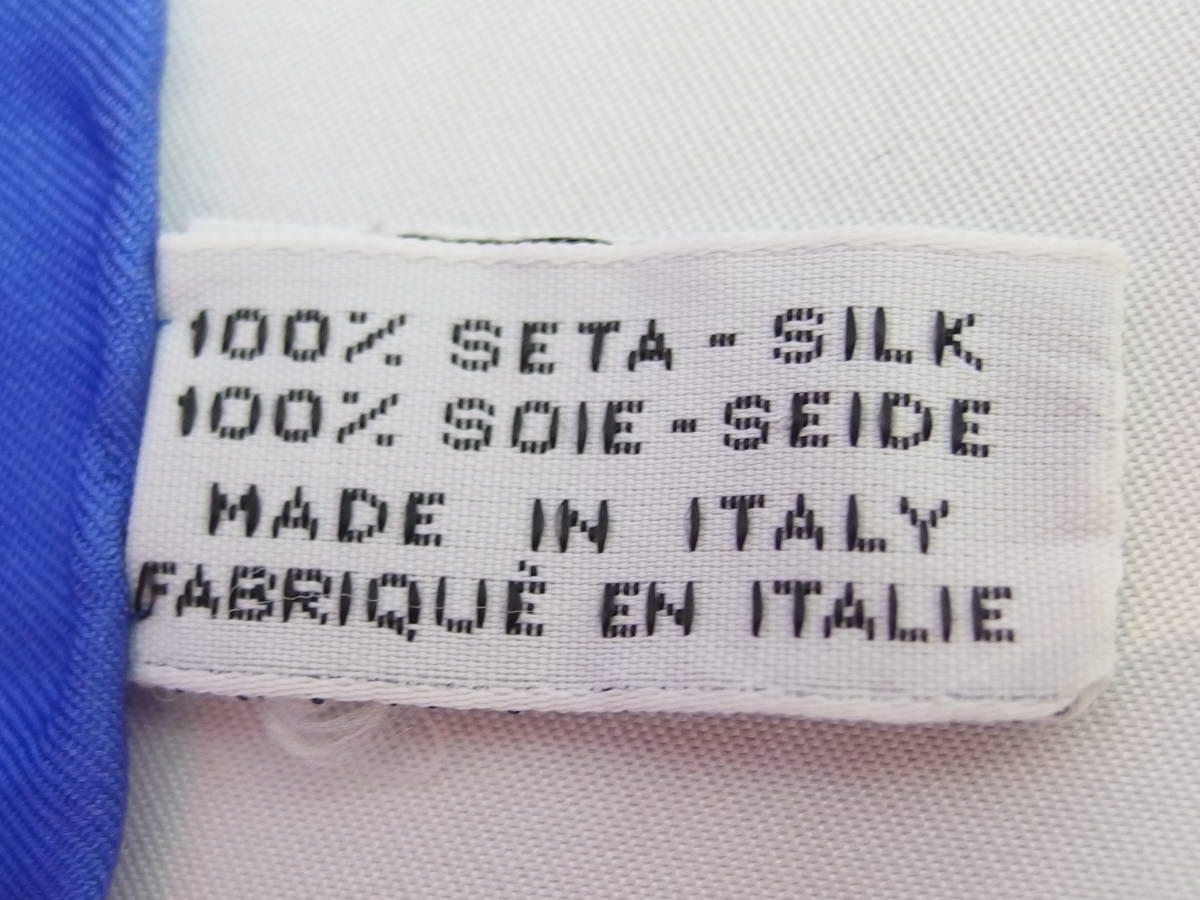 100% SETA - SILK
100% SOIE - SEIDE
MADE IN ITALY
FABRIQUÉ EN ITALIE